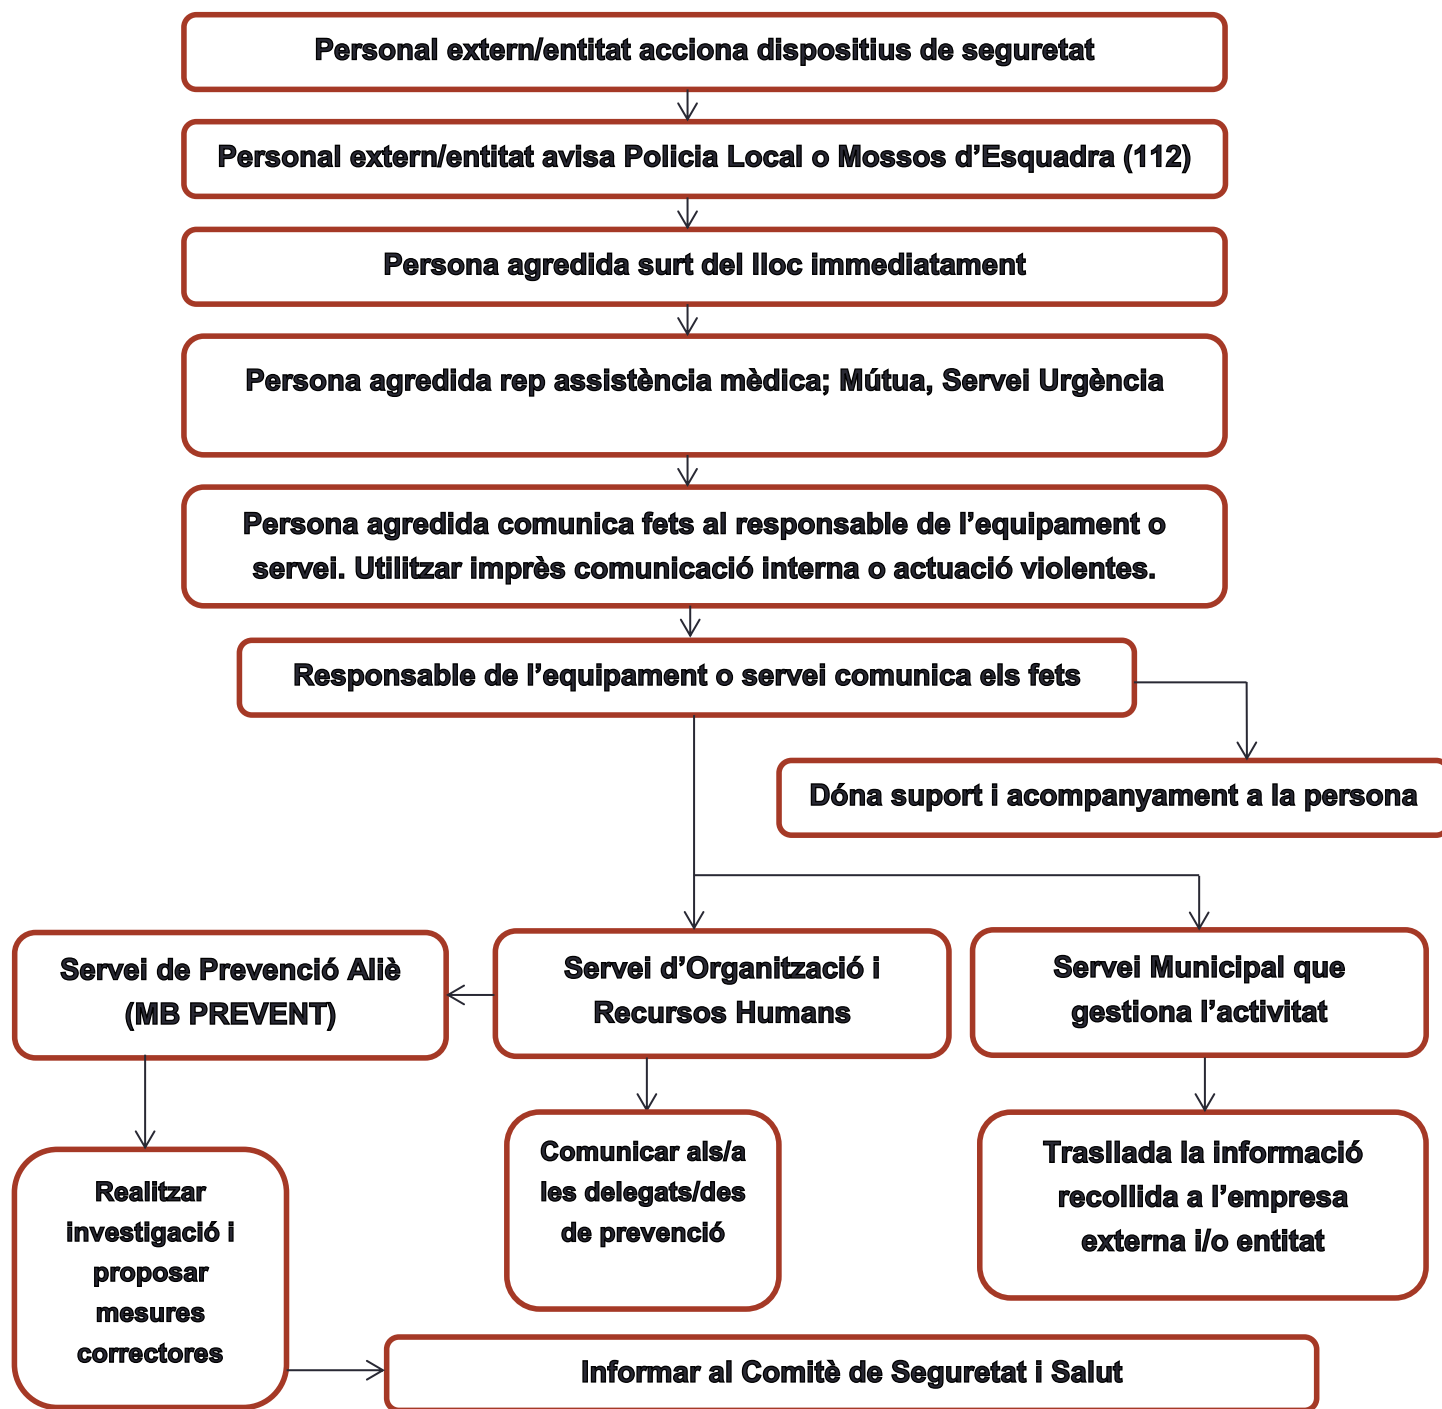 Personal extern/entitat acciona dispositius de seguretat
Personal extern/entitat avisa Policia Local o Mossos d’Esquadra (112)
Persona agredida surt del lloc immediatament
Persona agredida rep assistència mèdica; Mútua, Servei Urgència
Persona agredida comunica fets al responsable de l’equipament o
servei. Utilitzar imprès comunicació interna o actuació violentes.
Responsable de l’equipament o servei comunica els fets
Dóna suport i acompanyament a la persona
Servei de Prevenció Aliè
(MB PREVENT)
Servei d’Organització i
Recursos Humans
Servei Municipal que
gestiona l’activitat
Realitzar
investigació i
proposar
mesures
correctores
Comunicar als/a
les delegats/des
de prevenció
Trasllada la informació
recollida a l’empresa
externa i/o entitat
Informar al Comitè de Seguretat i Salut